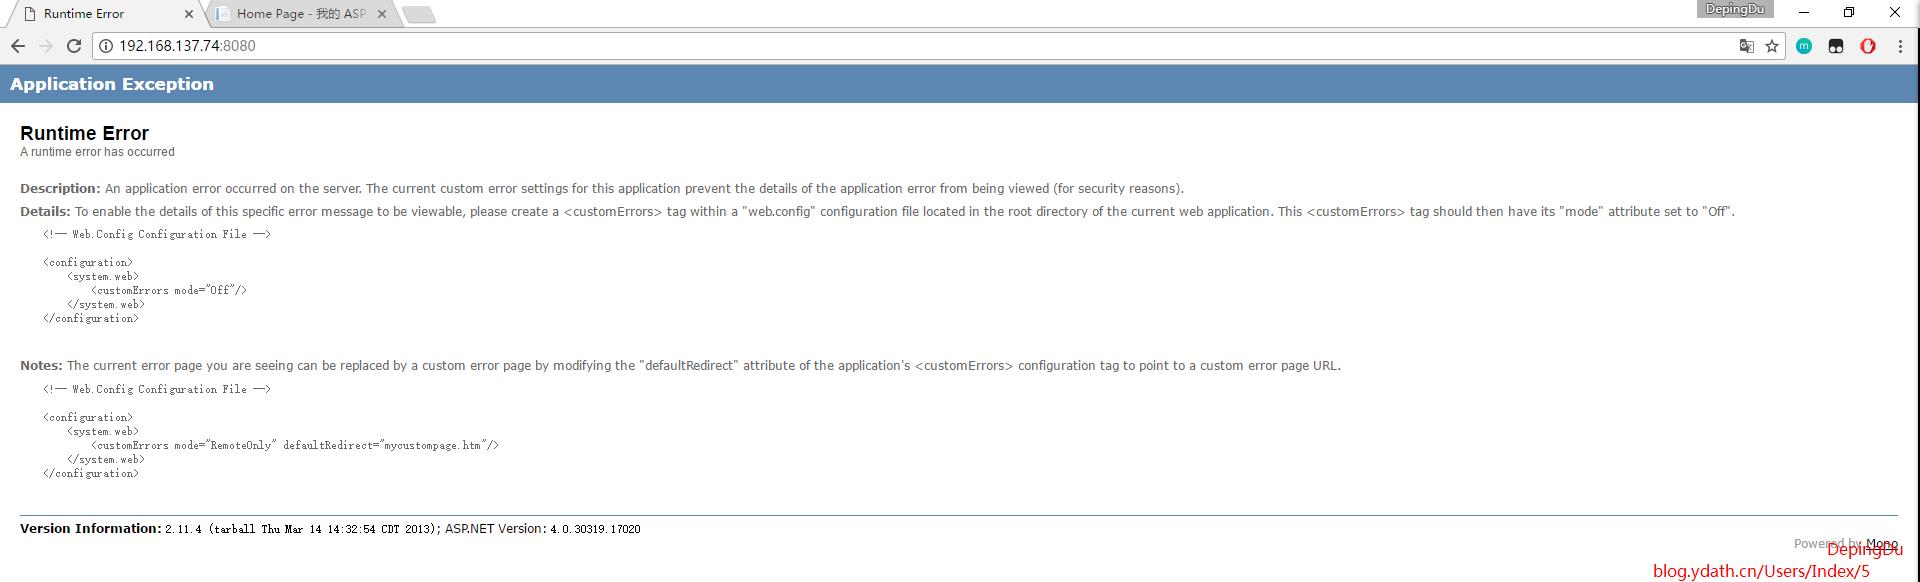 Runtime Error
Home Page - 我的 ASP
DepingDu
192.168.137.74:8080
Application Exception
Runtime Error
A runtime error has occurred
Description: An application error occurred on the server. The current custom error settings for this application prevent the details of the application error from being viewed (for security reasons).
Details: To enable the details of this specific error message to be viewable, please create a <customErrors> tag within a "web.config" configuration file located in the root directory of the current web application. This <customErrors> tag should then have its "mode" attribute set to "Off".
<!-- Web.Config Configuration File -->
<configuration>
<system.web>
<customErrors mode="Off"/>
</system.web>
</configuration>
Notes: The current error page you are seeing can be replaced by a custom error page by modifying the "defaultRedirect" attribute of the application's <customErrors> configuration tag to point to a custom error page URL.
<!-- Web.Config Configuration File -->
<configuration>
<system.web>
<customErrors mode="RemoteOnly" defaultRedirect="mycustompage.htm"/>
</system.web>
</configuration>
Version Information: 2.11.4 (tarball Thu Mar 14 14:32:54 CDT 2013); ASP.NET Version: 4.0.30319.17020
Powered by Mono
DepingDu
blog.ydath.cn/Users/Index/5